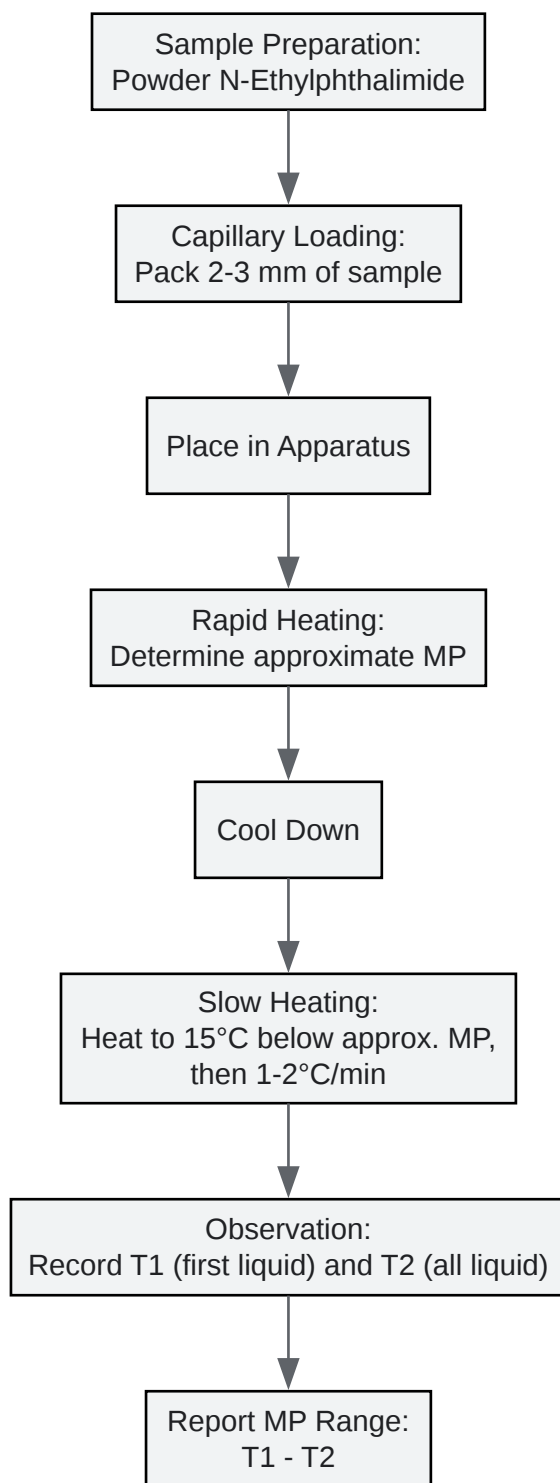 Sample Preparation:
Powder N-Ethylphthalimide
Capillary Loading:
Pack 2-3 mm of sample
Place in Apparatus
Rapid Heating:
Determine approximate MP
Cool Down
Slow Heating:
Heat to 15°C below approx. MP,
then 1-2°C/min
Observation:
Record T1 (first liquid) and T2 (all liquid)
Report MP Range:
T1 - T2